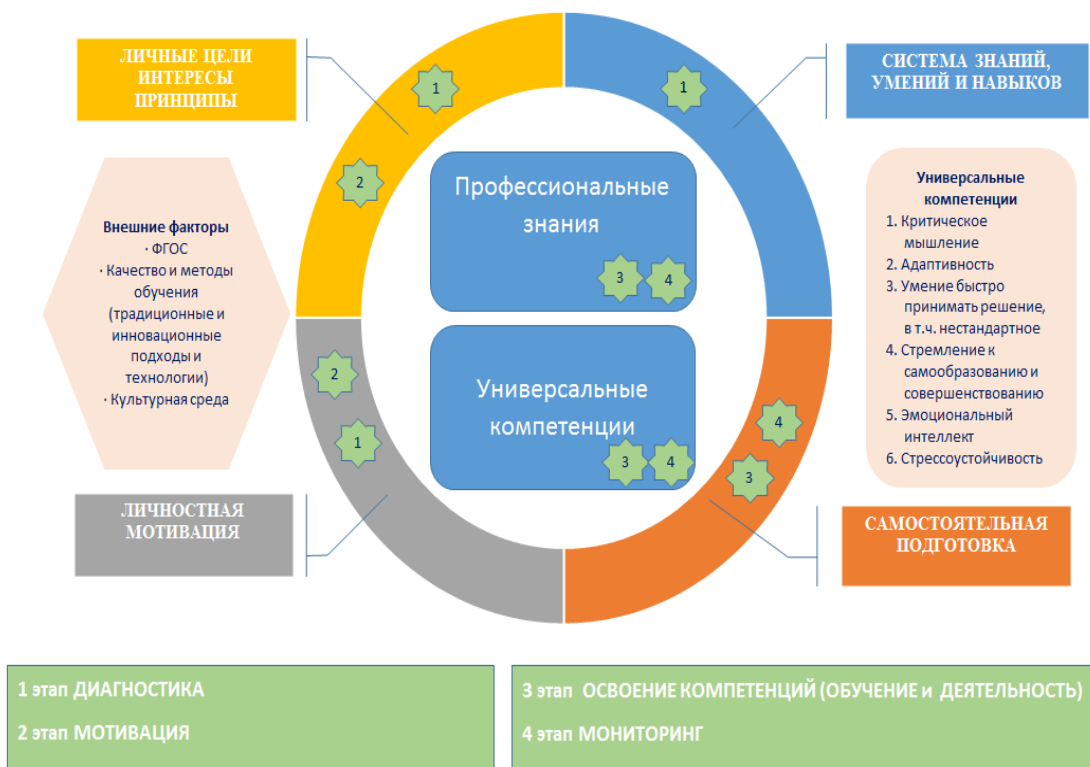 ЛИЧНЫЕ ЦЕЛИ
ИНТЕРЕСЫ
ПРИНЦИПЫ
1
2
1
СИСТЕМА ЗНАНИЙ,
УМЕНИЙ И НАВЫКОВ
Внешние факторы
· ФГОС
· Качество и методы
обучения
(традиционные и
инновационные
подходы и
технологии)
· Культурная среда
Профессиональные
знания
3
4
Универсальные
компетенции
3
4
Универсальные
компетенции
1. Критическое
мышление
2. Адаптивность
3. Умение быстро
принимать решение,
в т.ч. нестандартное
4. Стремление к
самообразованию и
совершенствованию
5. Эмоциональный
интеллект
6. Стрессоустойчивость
2
1
4
3
ЛИЧНОСТНАЯ
МОТИВАЦИЯ
САМОСТОЯТЕЛЬНАЯ
ПОДГОТОВКА
1 этап ДИАГНОСТИКА
2 этап МОТИВАЦИЯ
3 этап ОСВОЕНИЕ КОМПЕТЕНЦИЙ (ОБУЧЕНИЕ и ДЕЯТЕЛЬНОСТЬ)
4 этап МОНИТОРИНГ